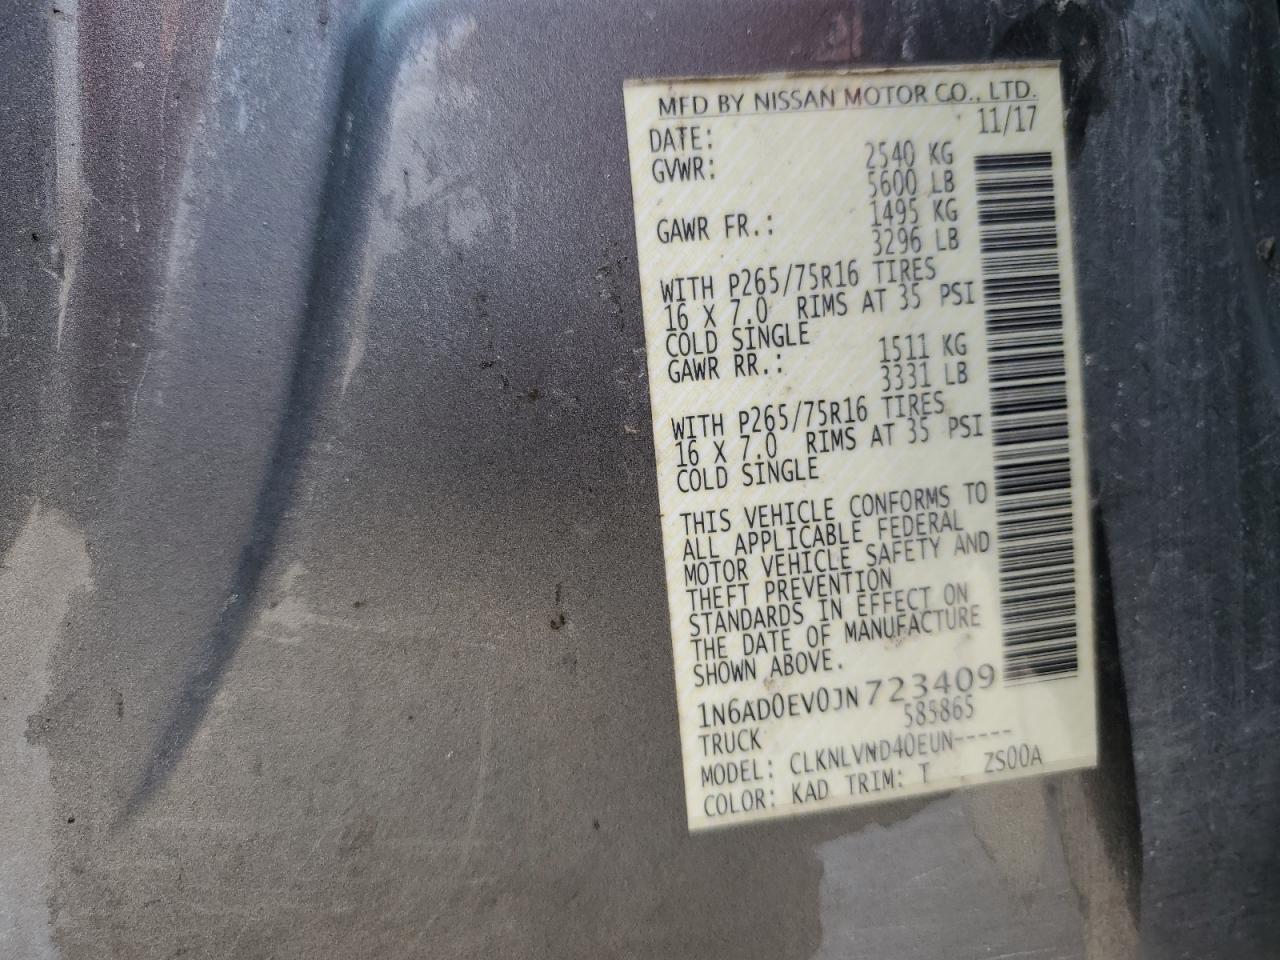 MFD BY NISSAN MOTOR CO., LTD.
DATE: 11/17
GVWR: 2540 KG
5600 LB
GAWR FR.: 1495 KG
3296 LB
WITH P265/75R16 TIRES
16 X 7.0 RIMS AT 35 PSI
COLD SINGLE
GAWR RR.: 1511 KG
3331 LB
WITH P265/75R16 TIRES
16 X 7.0 RIMS AT 35 PSI
COLD SINGLE
THIS VEHICLE CONFORMS TO
ALL APPLICABLE FEDERAL
MOTOR VEHICLE SAFETY AND
THEFT PREVENTION
STANDARDS IN EFFECT ON
THE DATE OF MANUFACTURE
SHOWN ABOVE.
1N6AD0EV0JN723409
TRUCK 585865
MODEL: CLKNLVND40EUN-----
COLOR: KAD TRIM: T ZS00A